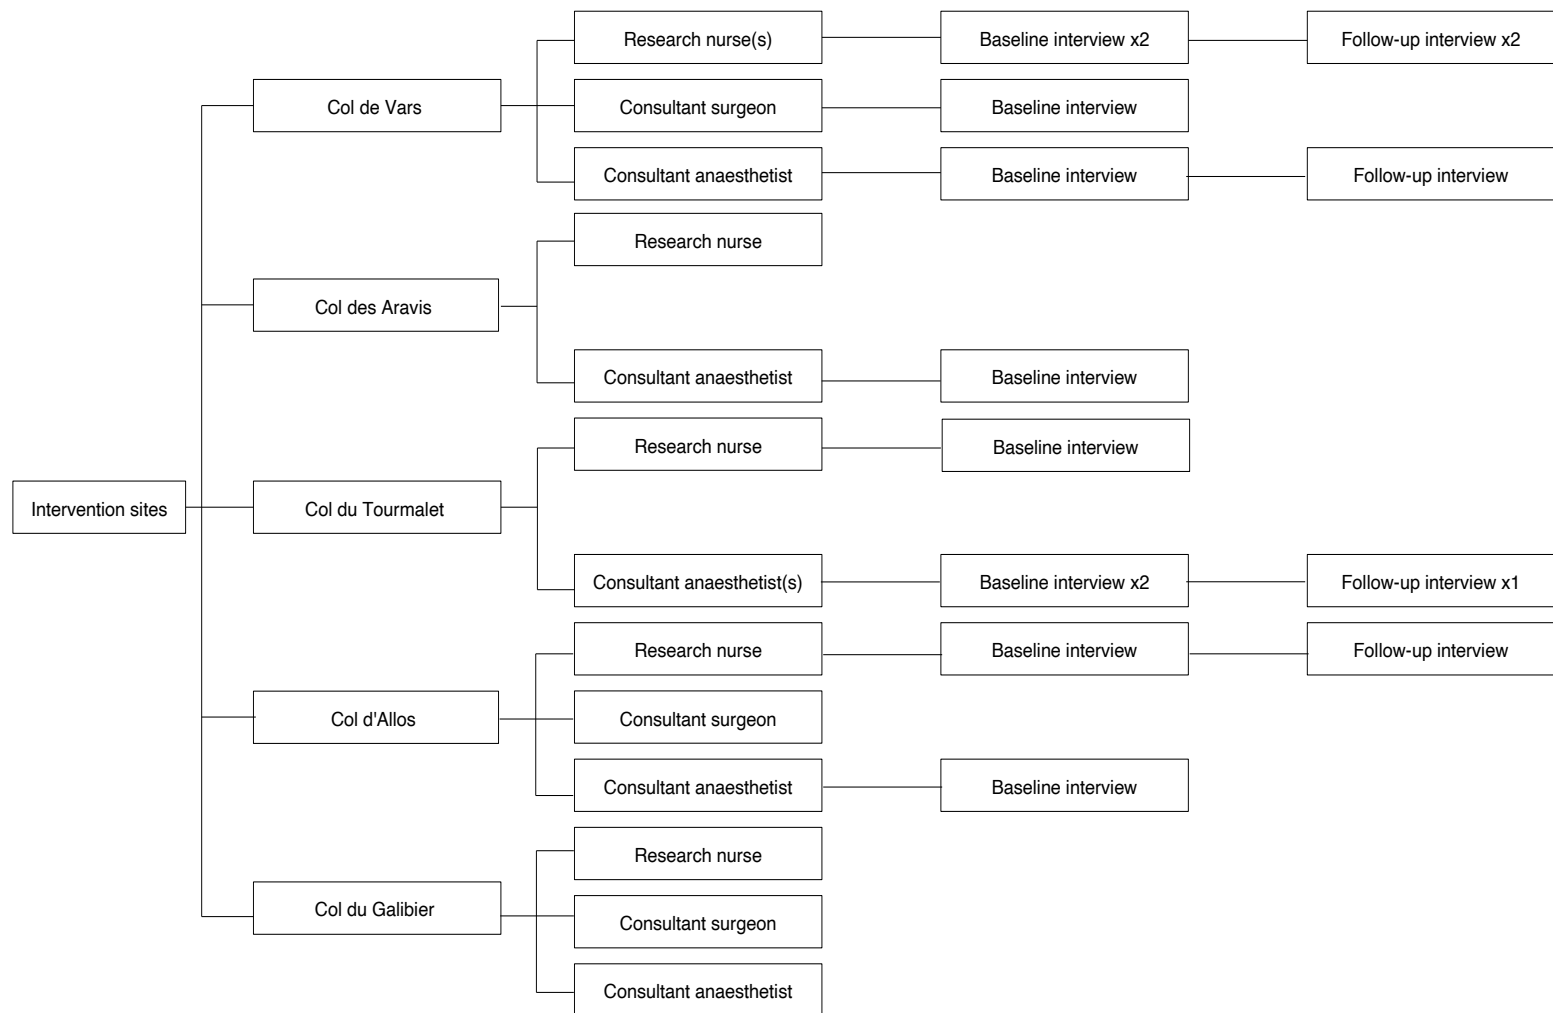 Intervention sites
Col de Vars
Research nurse(s)
Baseline interview x2
Follow-up interview x2
Consultant surgeon
Baseline interview
Consultant anaesthetist
Baseline interview
Follow-up interview
Col des Aravis
Research nurse
Consultant anaesthetist
Baseline interview
Col du Tourmalet
Research nurse
Baseline interview
Consultant anaesthetist(s)
Baseline interview x2
Follow-up interview x1
Col d'Allos
Research nurse
Baseline interview
Follow-up interview
Consultant surgeon
Consultant anaesthetist
Baseline interview
Col du Galibier
Research nurse
Consultant surgeon
Consultant anaesthetist